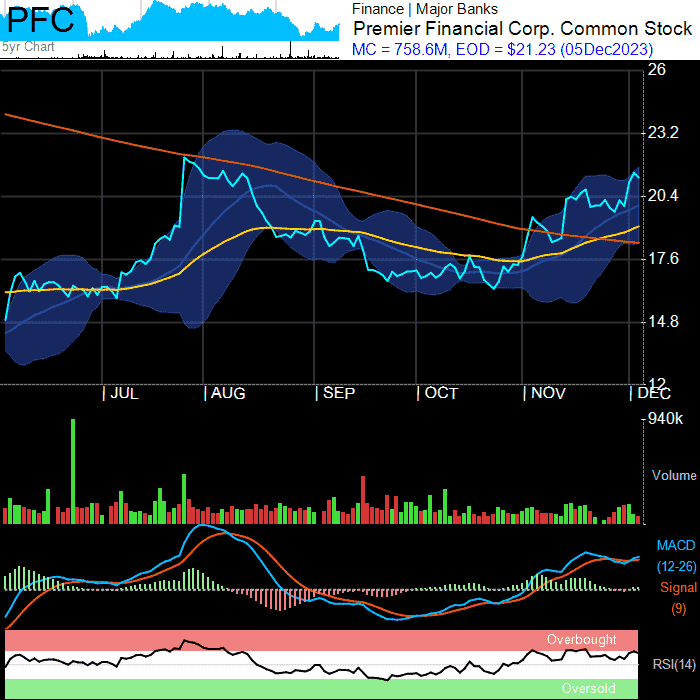 PFC
5yr Chart
Finance | Major Banks
Premier Financial Corp. Common Stock
MC = 758.6M, EOD = $21.23 (05Dec2023)
26
23.2
20.4
17.6
14.8
12
JUL AUG SEP OCT NOV DEC
940k
Volume
MACD
(12-26)
Signal
(9)
Overbought
RSI(14)
Oversold